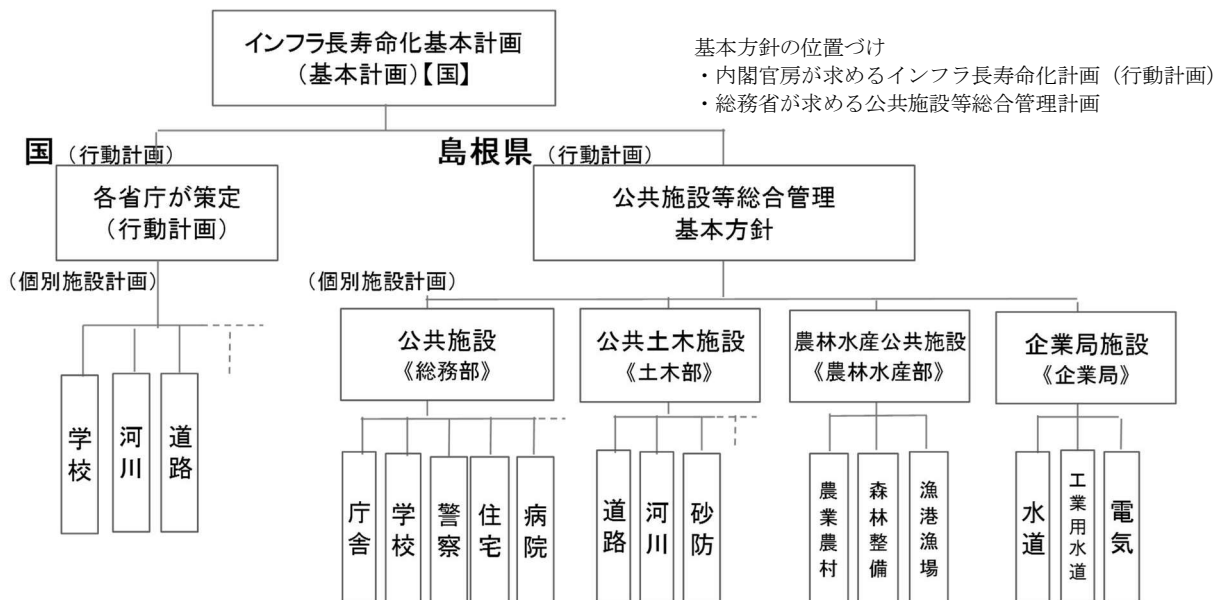 インフラ長寿命化基本計画
（基本計画）【国】
基本方針の位置づけ
・内閣官房が求めるインフラ長寿命化計画（行動計画）
・総務省が求める公共施設等総合管理計画
国（行動計画）
各省庁が策定
（行動計画）
島根県（行動計画）
公共施設等総合管理
基本方針
（個別施設計画）
学校
河川
道路
（個別施設計画）
公共施設
《総務部》
公共土木施設
《土木部》
農林水産公共施設
《農林水産部》
企業局施設
《企業局》
庁舎
学校
警察
住宅
病院
道路
河川
砂防
農業農村
森林整備
漁港漁場
水道
工業用水道
電気